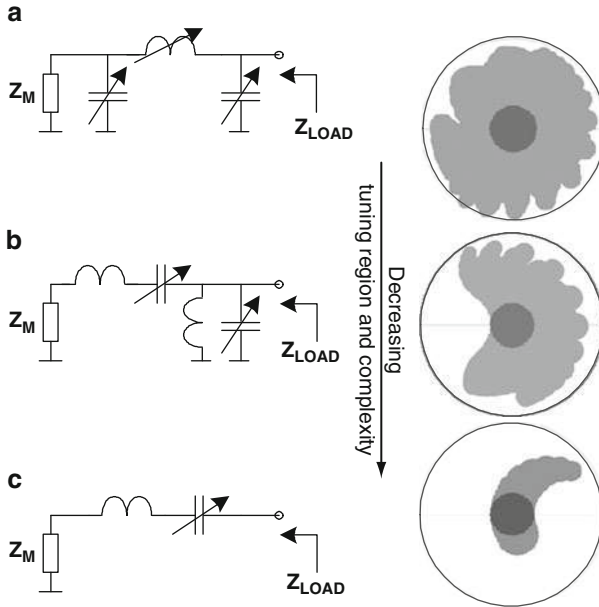 a
Z_M
Z_LOAD
b
Z_M
Z_LOAD
c
Z_M
Z_LOAD
Decreasing
tuning region and complexity